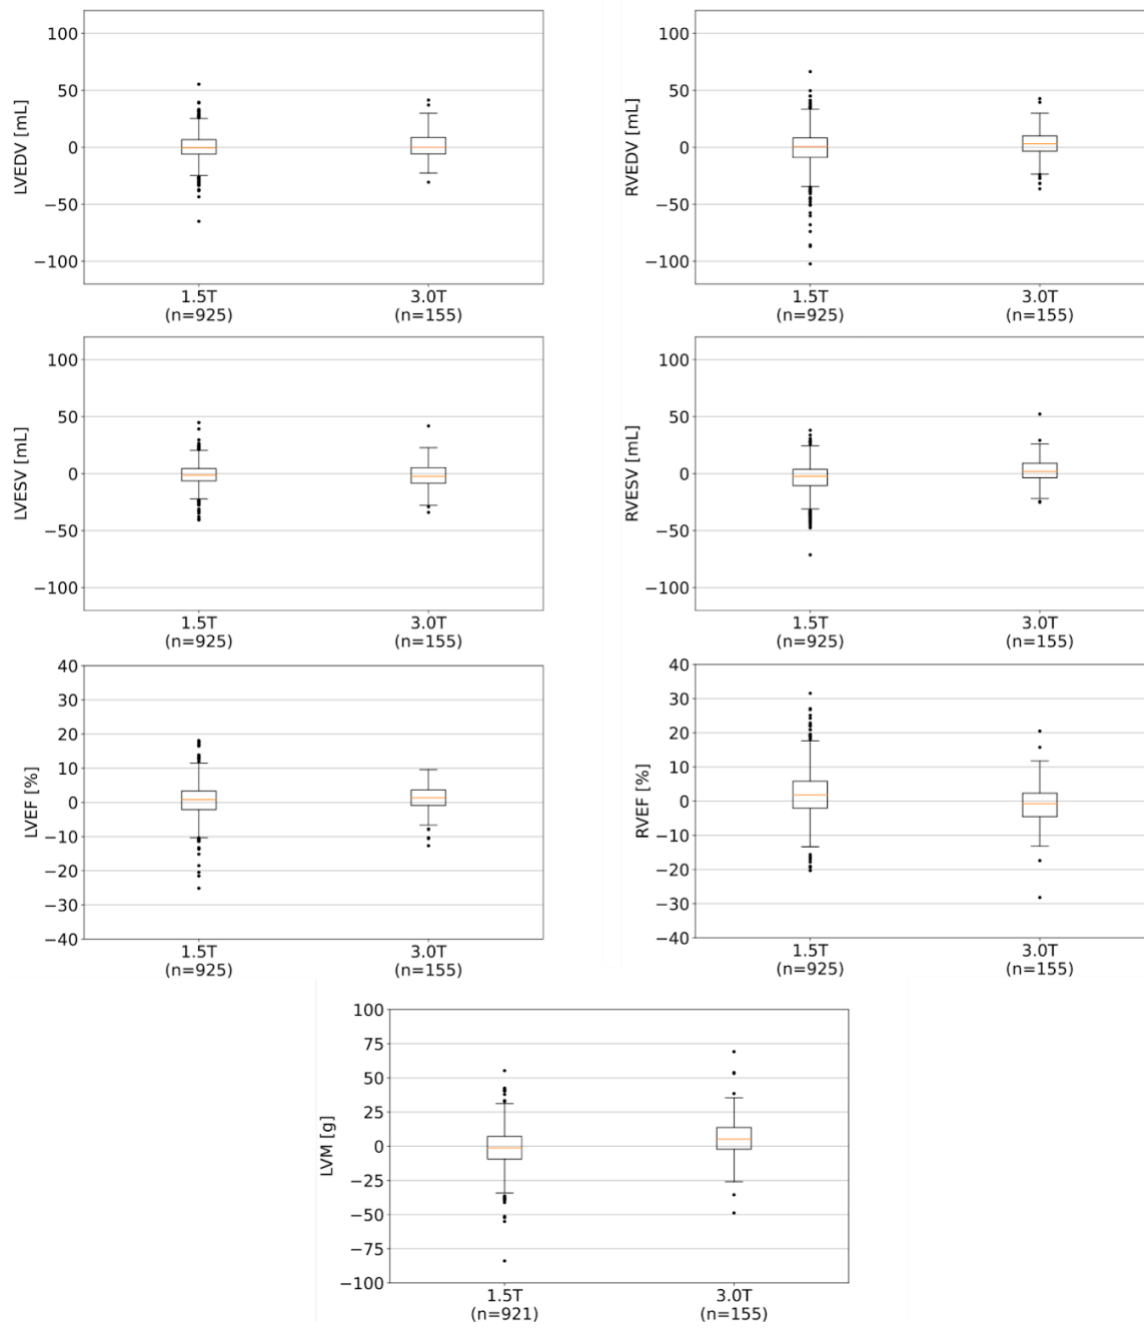 100
50
0
−50
−100
LVEDV [mL]
1.5T
(n=925)
3.0T
(n=155)
100
50
0
−50
−100
RVEDV [mL]
1.5T
(n=925)
3.0T
(n=155)
100
50
0
−50
−100
LVESV [mL]
1.5T
(n=925)
3.0T
(n=155)
100
50
0
−50
−100
RVESV [mL]
1.5T
(n=925)
3.0T
(n=155)
40
30
20
10
0
−10
−20
−30
−40
LVEF [%]
1.5T
(n=925)
3.0T
(n=155)
40
30
20
10
0
−10
−20
−30
−40
RVEF [%]
1.5T
(n=925)
3.0T
(n=155)
100
75
50
25
0
−25
−50
−75
−100
LVM [g]
1.5T
(n=921)
3.0T
(n=155)